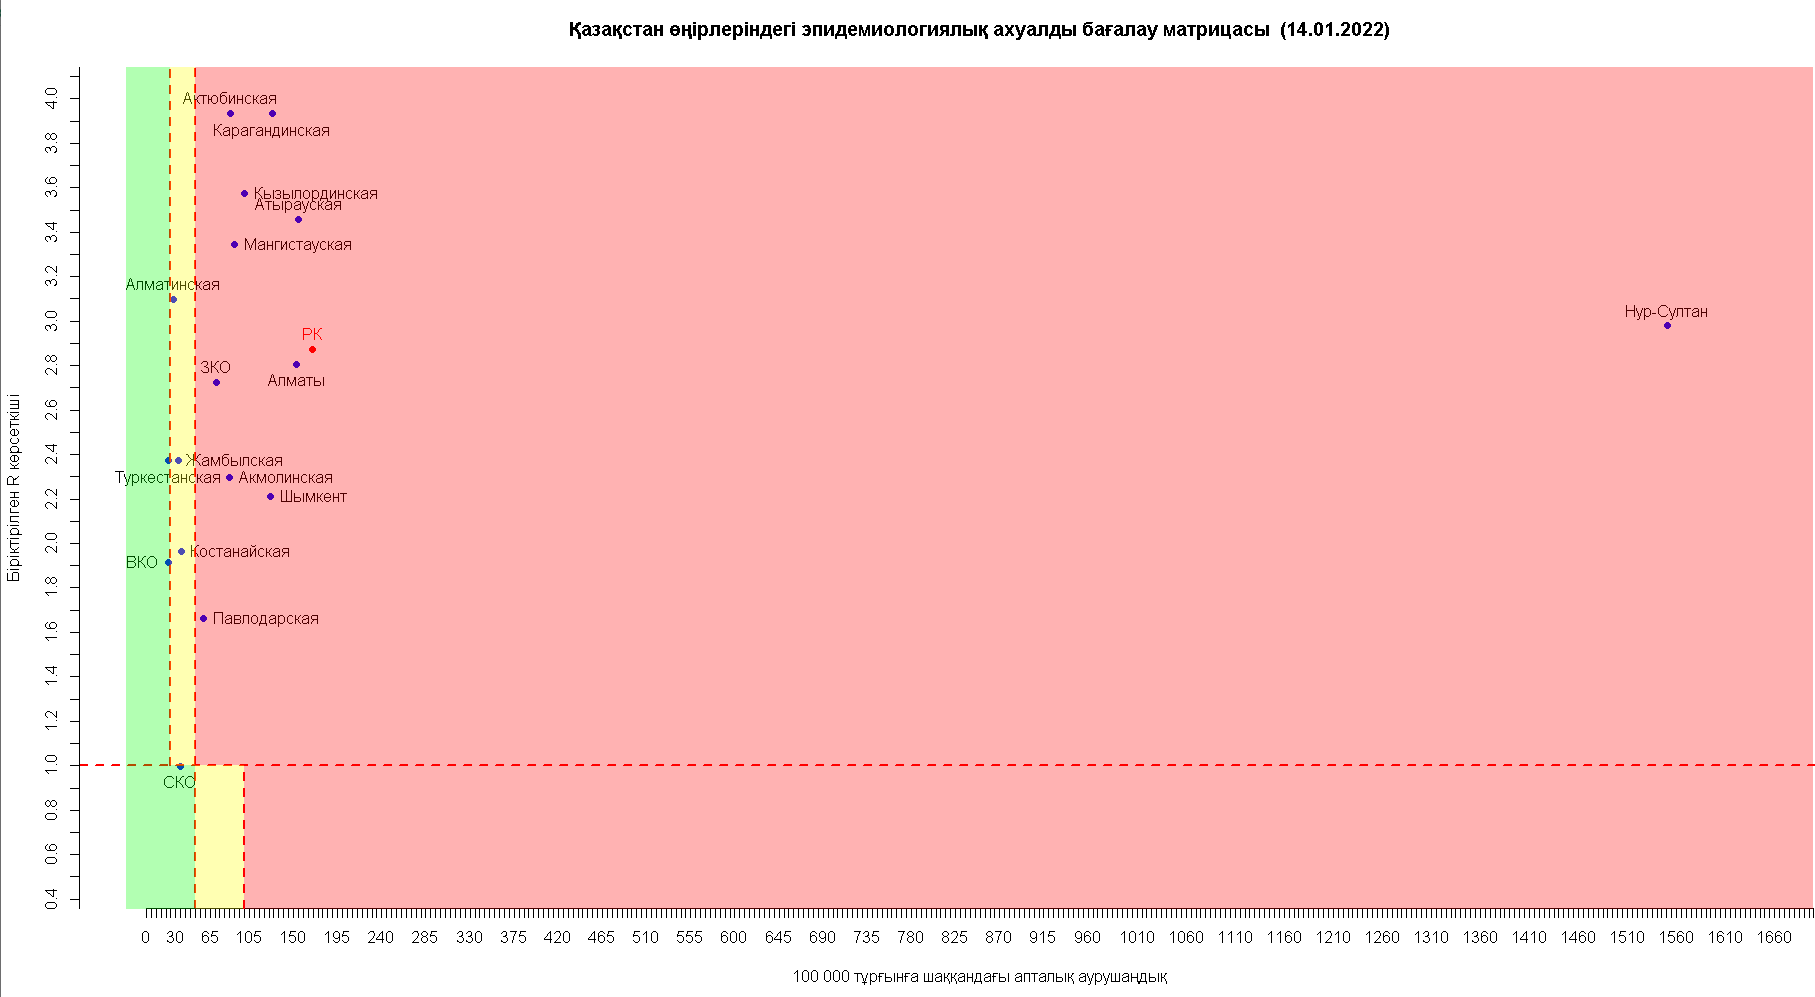 Қазақстан өңірлеріндегі эпидемиологиялық ахуалды бағалау матрицасы (14.01.2022)
Біріктірілген R көрсеткіші
4.0
3.8
3.6
3.4
3.2
3.0
2.8
2.6
2.4
2.2
2.0
1.8
1.6
1.4
1.2
1.0
0.8
0.6
0.4
Актюбинская
Карагандинская
Кызылординская
Атырауская
Мангистауская
Алматинская
Нур-Султан
РК
ЗКО
Алматы
Жамбылская
Туркестанская
Акмолинская
Шымкент
Костанайская
ВКО
Павлодарская
СКО
0 30 65 105 150 195 240 285 330 375 420 465 510 555 600 645 690 735 780 825 870 915 960 1010 1060 1110 1160 1210 1260 1310 1360 1410 1460 1510 1560 1610 1660
100 000 тұрғынға шаққандағы апталық аурушаңдық